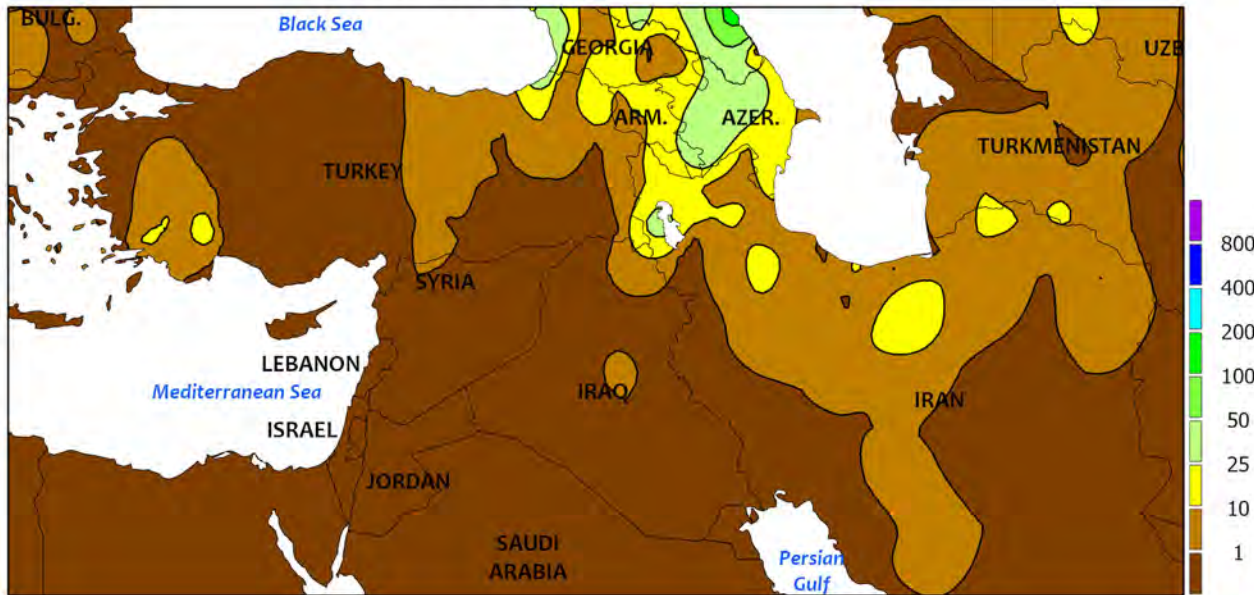 BULG.
Black Sea
GEORGIA
UZB
ARM.
AZER.
TURKMENISTAN
TURKEY
SYRIA
LEBANON
Mediterranean Sea
IRAQ
IRAN
ISRAEL
JORDAN
SAUDI
ARABIA
Persian
Gulf
800
400
200
100
50
25
10
1